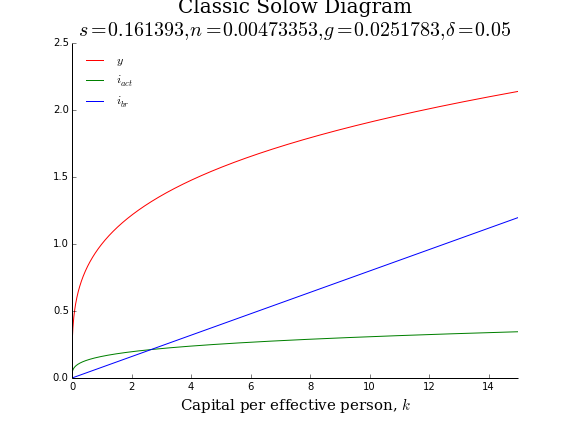 Classic Solow Diagram
s=0.161393,n=0.00473353,g=0.0251783,δ=0.05
2.5
y
i_act
i_br
2.0
1.5
1.0
0.5
0.0
0 2 4 6 8 10 12 14
Capital per effective person, k